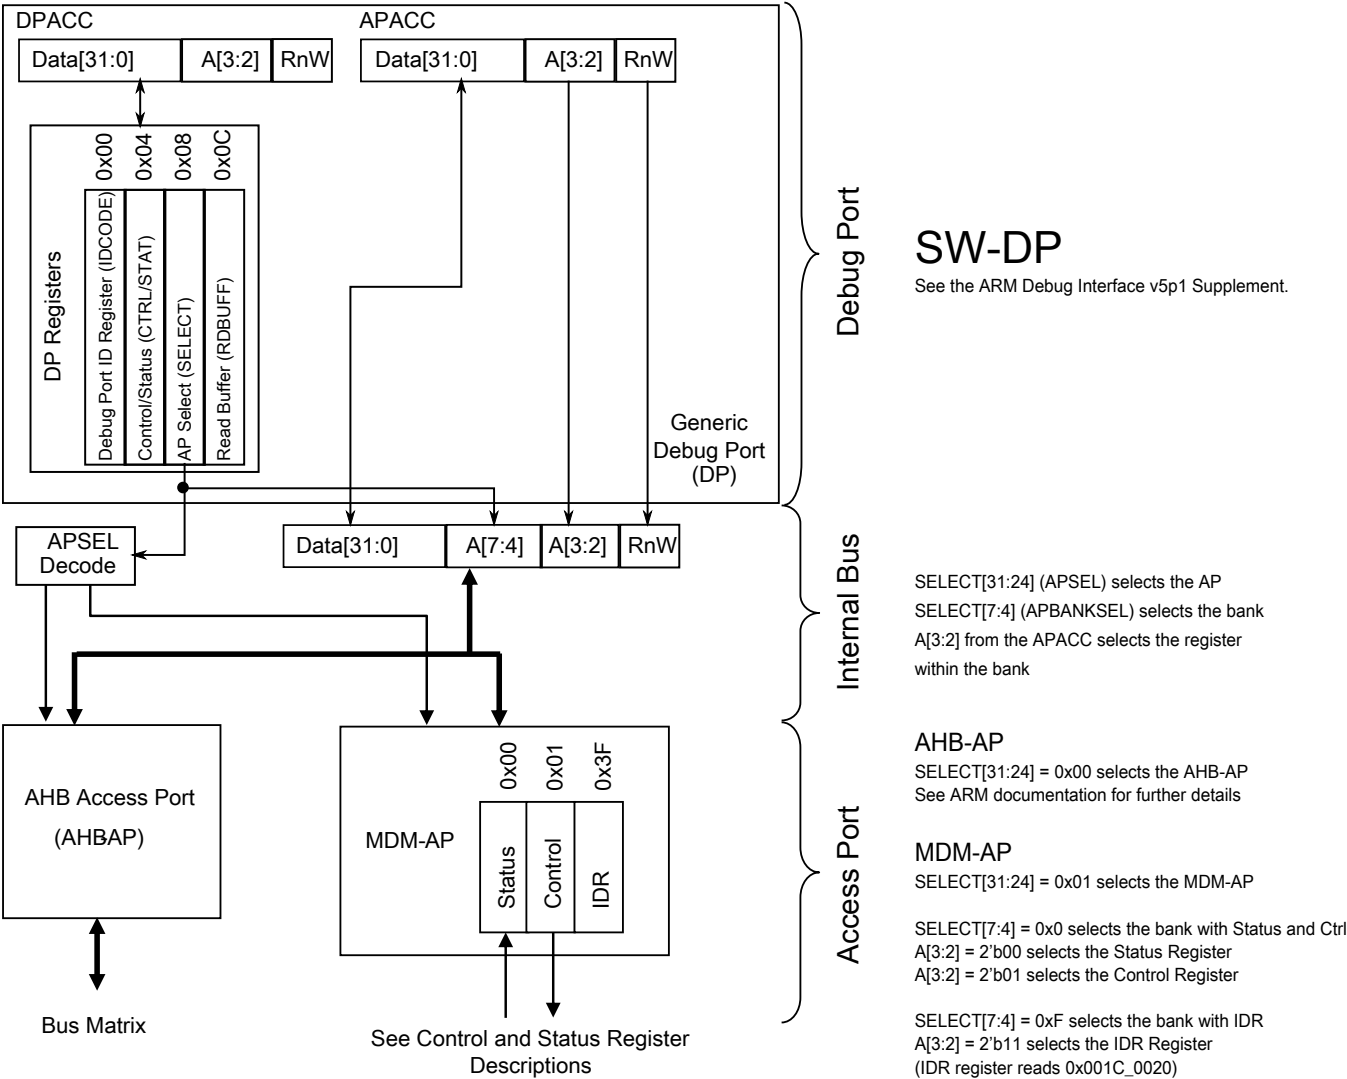 DPACC
APACC
Data[31:0] A[3:2] RnW
Data[31:0] A[3:2] RnW
0x00
0x04
0x08
0x0C
DP Registers
Debug Port ID Register (IDCODE)
Control/Status (CTRL/STAT)
AP Select (SELECT)
Read Buffer (RDBUFF)
Generic
Debug Port
(DP)
Debug Port
SW-DP
See the ARM Debug Interface v5p1 Supplement.
APSEL
Decode
Data[31:0] A[7:4] A[3:2] RnW
Internal Bus
SELECT[31:24] (APSEL) selects the AP
SELECT[7:4] (APBANKSEL) selects the bank
A[3:2] from the APACC selects the register
within the bank
AHB Access Port
(AHB-AP)
Bus Matrix
MDM-AP
0x00
0x01
0x3F
Status
Control
IDR
See Control and Status Register
Descriptions
Access Port
AHB-AP
SELECT[31:24] = 0x00 selects the AHB-AP
See ARM documentation for further details
MDM-AP
SELECT[31:24] = 0x01 selects the MDM-AP
SELECT[7:4] = 0x0 selects the bank with Status and Ctrl
A[3:2] = 2'b00 selects the Status Register
A[3:2] = 2'b01 selects the Control Register
SELECT[7:4] = 0xF selects the bank with IDR
A[3:2] = 2'b11 selects the IDR Register
(IDR register reads 0x001C_0020)